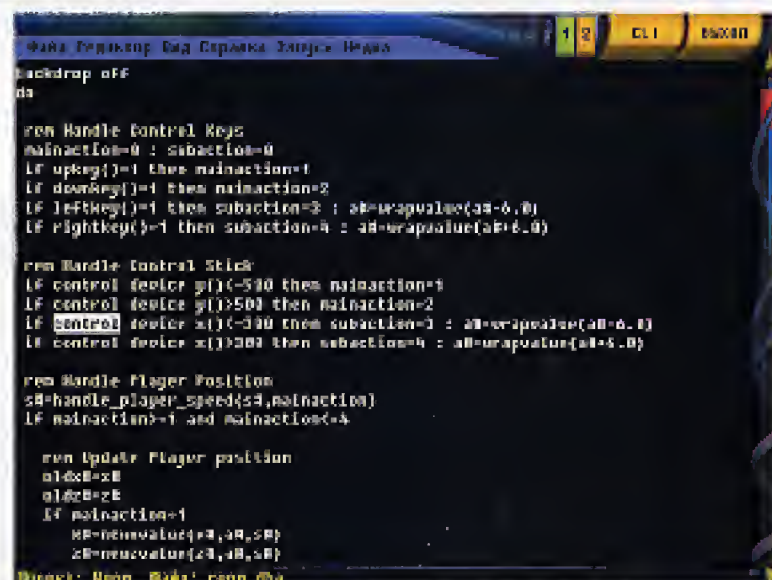 Файл Редактор Вид Справка Запуск Медиа
1 2 CLI ВЫХОД
backdrop off
do
rem Handle Control Keys
mainaction=0 : subaction=0
if upkey()=1 then mainaction=1
if downkey()=1 then mainaction=2
if leftkey()=1 then subaction=3 : a#=wrapvalue(a#-6.0)
if rightkey()=1 then subaction=4 : a#=wrapvalue(a#+6.0)
rem Handle Control Stick
if control device y()<-500 then mainaction=1
if control device y()>500 then mainaction=2
if control device x()<-300 then subaction=3 : a#=wrapvalue(a#-6.0)
if control device x()>300 then subaction=4 : a#=wrapvalue(a#+6.0)
rem Handle Player Position
s#=handle_player_speed(s#,mainaction)
if mainaction>=1 and mainaction<=4
rem Update Player position
oldx#=x#
oldz#=z#
if mainaction=1
x#=newxvalue(x#,a#,s#)
z#=newzvalue(z#,a#,s#)